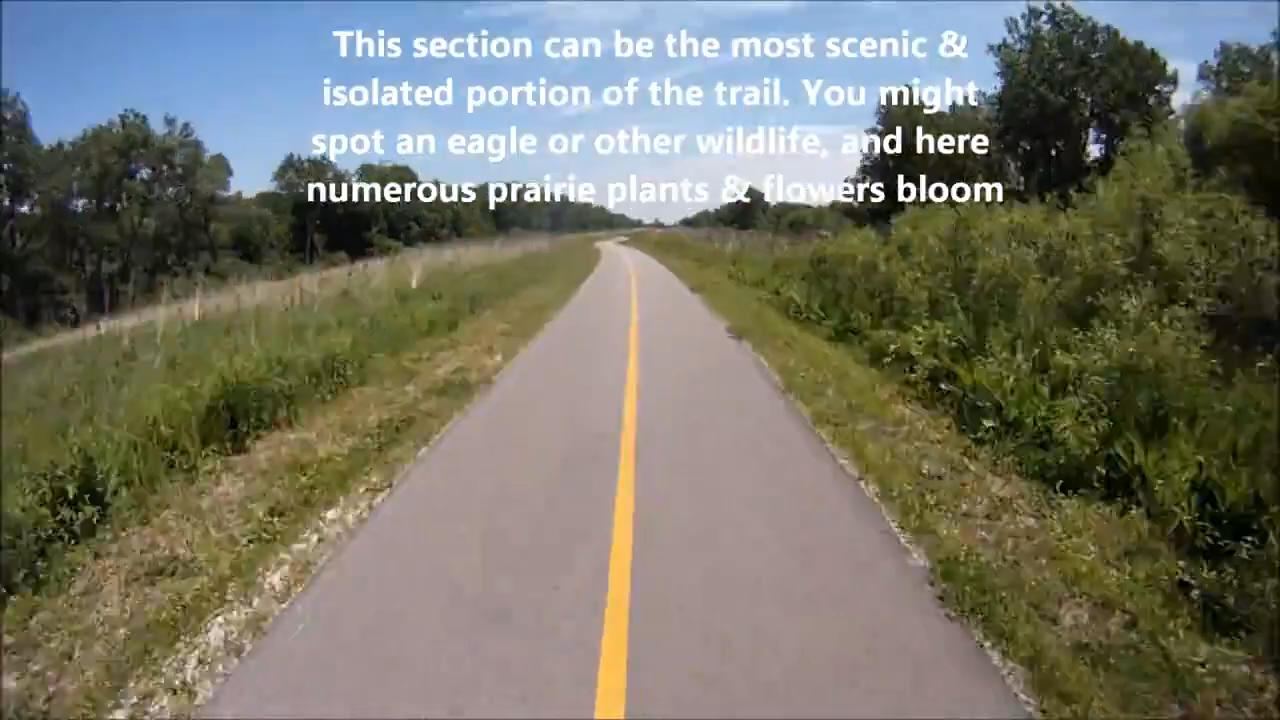 This section can be the most scenic &
isolated portion of the trail. You might
spot an eagle or other wildlife, and here
numerous prairie plants & flowers bloom